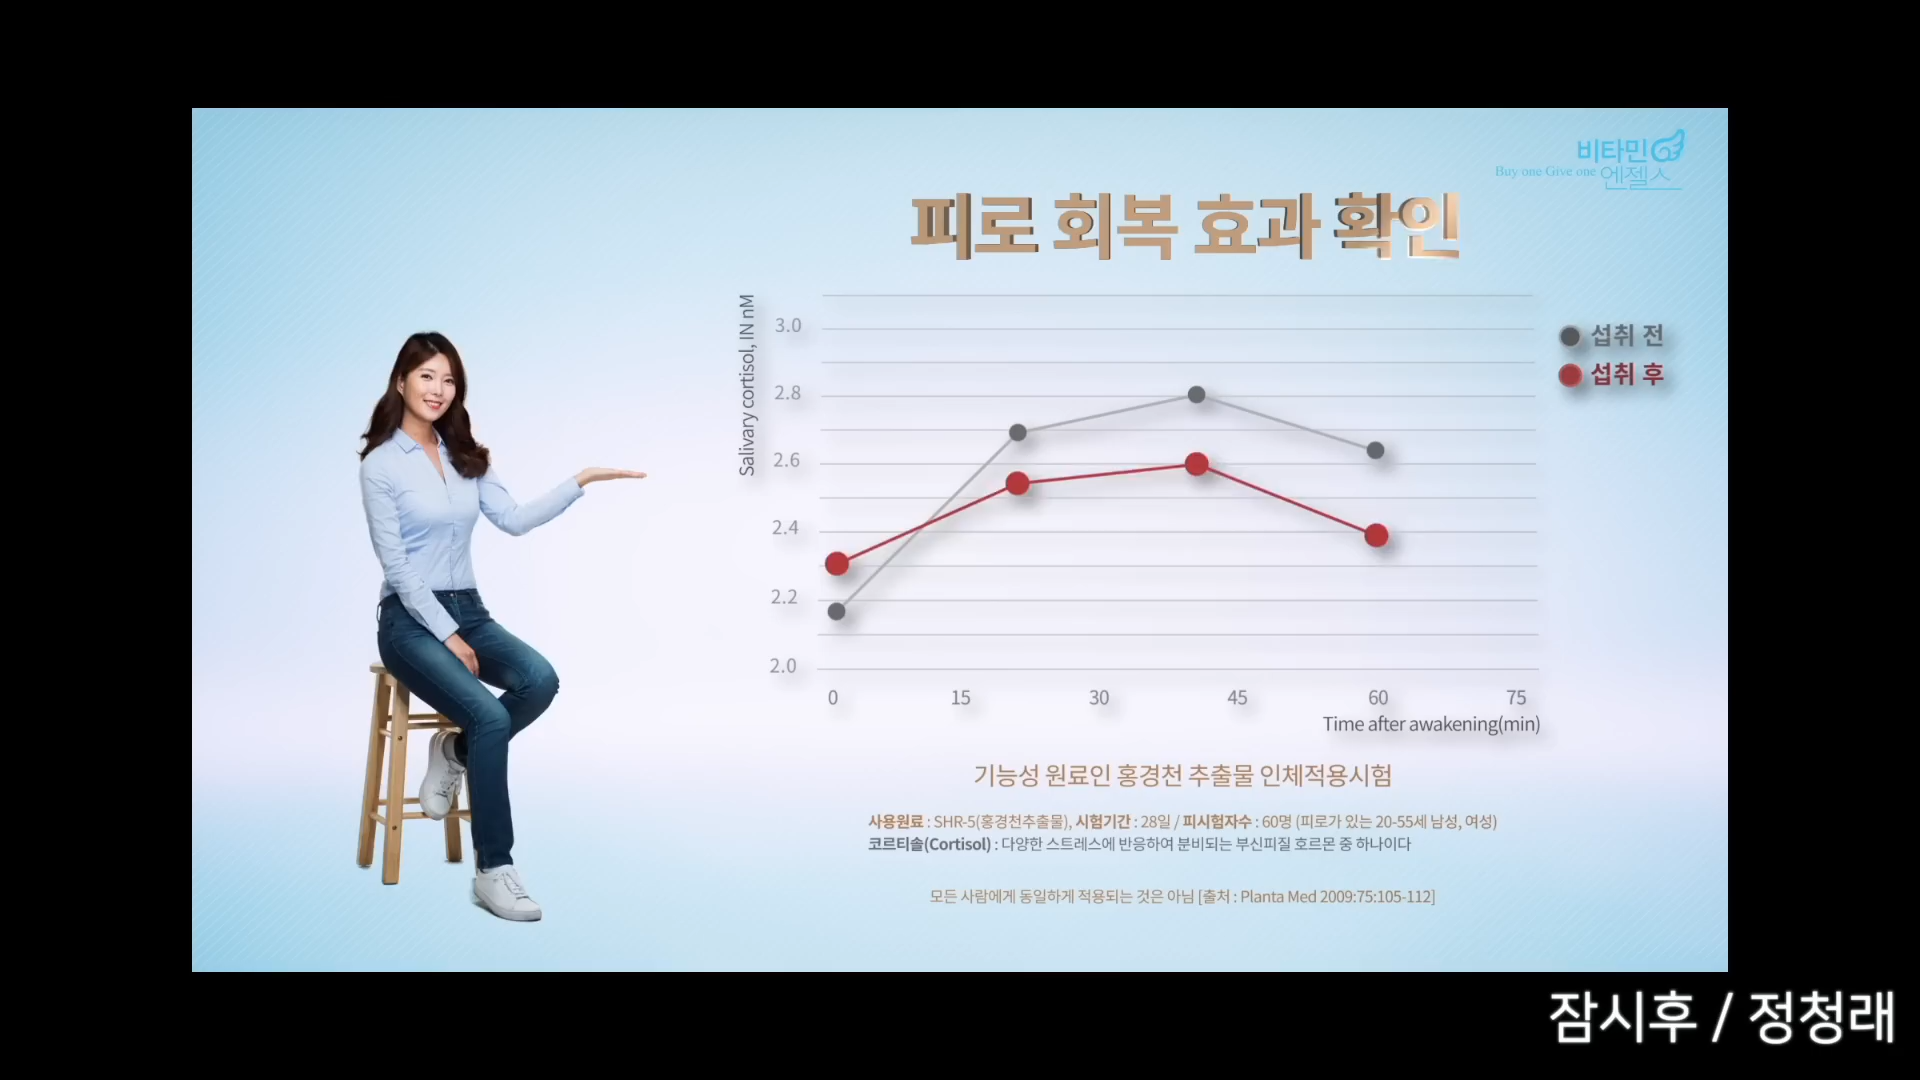 비타민
Buy one Give one 엔젤스
피로 회복 효과 확인
Salivary cortisol, IN nM
3.0
2.8
2.6
2.4
2.2
2.0
0 15 30 45 60 75
Time after awakening(min)
섭취 전
섭취 후
기능성 원료인 홍경천 추출물 인체적용시험
사용원료 : SHR-5(홍경천추출물), 시험기간 : 28일 / 피시험자수 : 60명 (피로가 있는 20-55세 남성, 여성)
코르티솔(Cortisol) : 다양한 스트레스에 반응하여 분비되는 부신피질 호르몬 중 하나이다
모든 사람에게 동일하게 적용되는 것은 아님 [출처 : Planta Med 2009:75:105-112]
잠시후 / 정청래